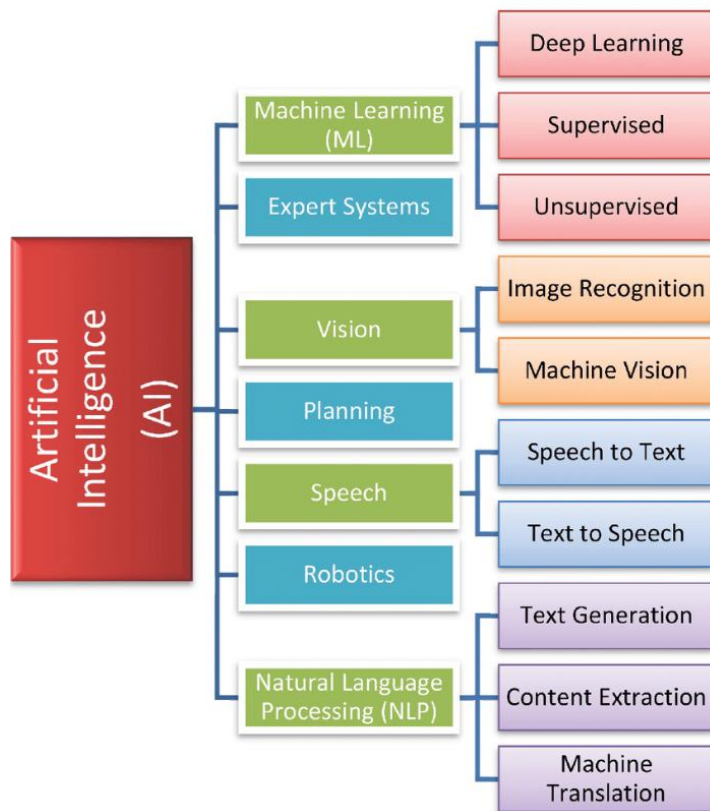 Artificial
Intelligence
(AI)
Machine Learning
(ML)
Deep Learning
Supervised
Unsupervised
Expert Systems
Vision
Image Recognition
Machine Vision
Planning
Speech
Speech to Text
Text to Speech
Robotics
Natural Language
Processing (NLP)
Text Generation
Content Extraction
Machine
Translation